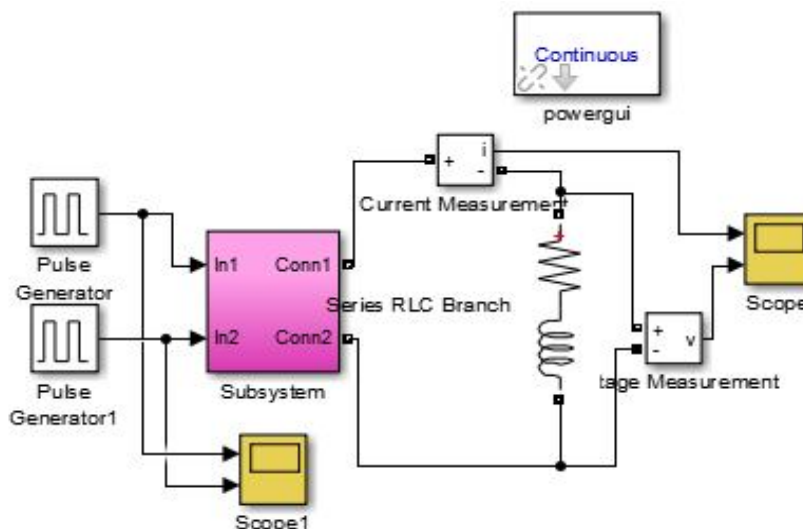 Continuous
powergui
i
+
-
Current Measurement
Pulse
Generator
In1
Conn1
+
Scope
Series RLC Branch
Pulse
Generator1
In2
Conn2
Subsystem
+
-
v
tage Measurement
Scope1